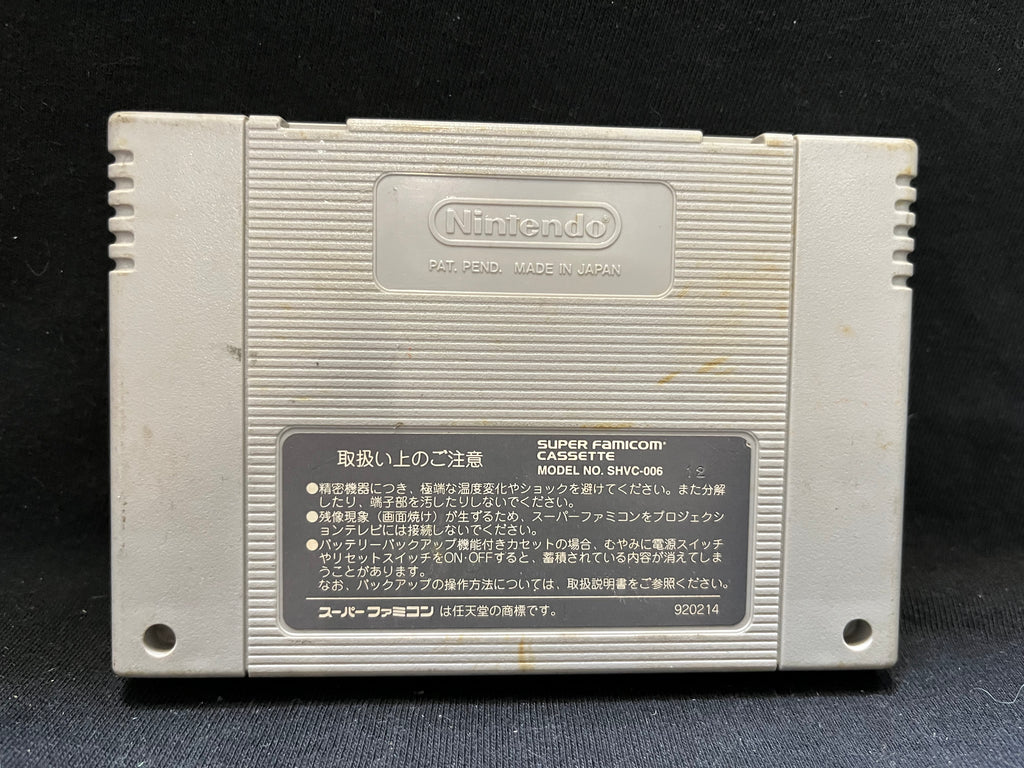 Nintendo
PAT. PEND. MADE IN JAPAN
取扱い上のご注意
SUPER FAMICOM
CASSETTE
MODEL NO. SHVC-006
12
●精密機器につき、極端な温度変化やショックを避けてください。また分解
したり、端子部を汚したりしないでください。
●残像現象（画面焼け）が生ずるため、スーパーファミコンをプロジェクシ
ョンテレビには接続しないでください。
●バッテリーバックアップ機能付きカセットの場合、むやみに電源スイッチ
やリセットスイッチをON・OFFすると、蓄積されている内容が消えてしま
うことがあります。
なお、バックアップの操作方法については、取扱説明書をご参照ください。
スーパーファミコンは任天堂の商標です。
920214